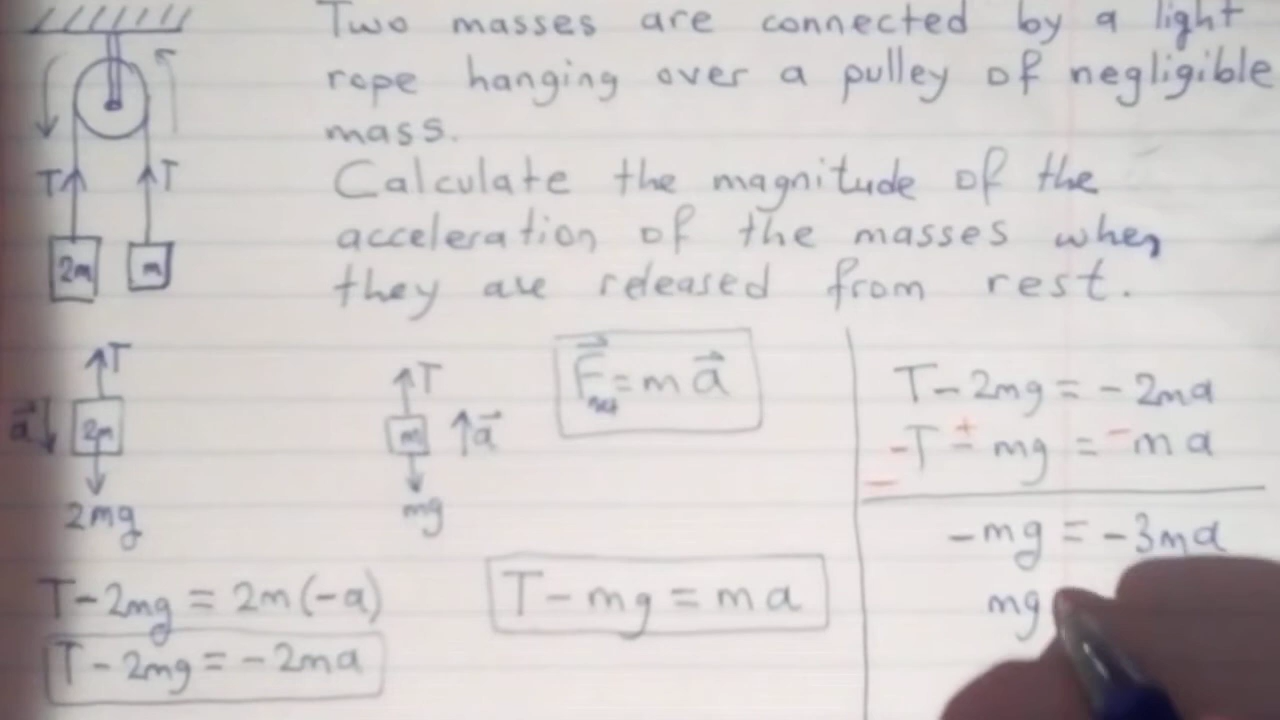 Two masses are connected by a light
rope hanging over a pulley of negligible
mass.
Calculate the magnitude of the
acceleration of the masses when
they are released from rest.
T T
2m m
T
a⃗ 2m
2mg
T
m a⃗
mg
F⃗net = m a⃗
T - 2mg = 2m(-a)
T - 2mg = -2ma
T - mg = ma
T - 2mg = -2ma
-T - + mg = - ma
-
-mg = -3ma
mg